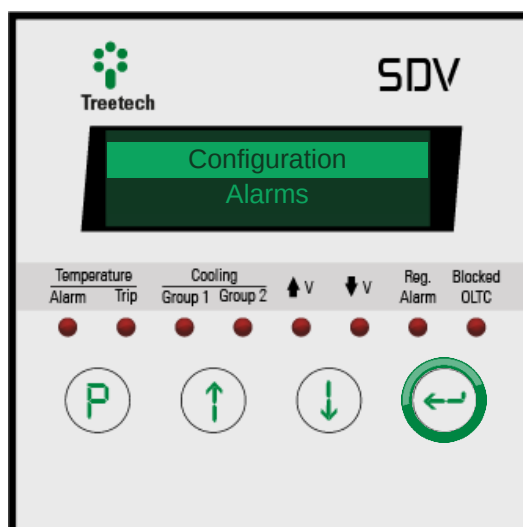 Treetech
SDV
Configuration
Alarms
Temperature
Alarm Trip
Cooling
Group 1 Group 2
V
V
Reg.
Alarm
Blocked
OLTC
P